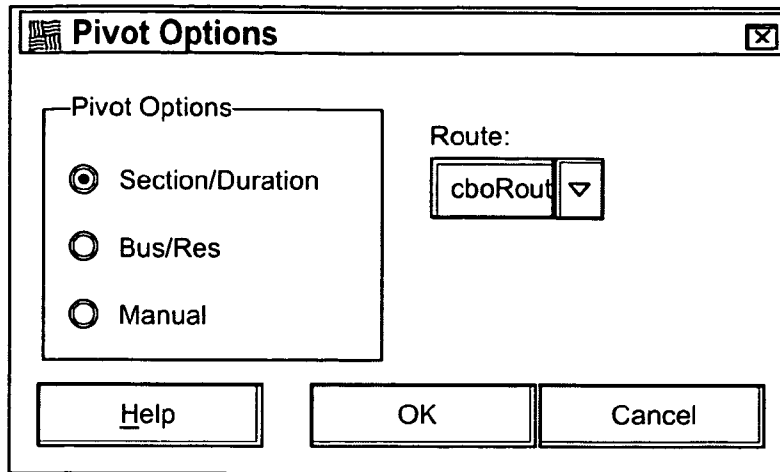 Pivot Options
Pivot Options
Section/Duration
Bus/Res
Manual
Route:
cboRout
Help
OK
Cancel